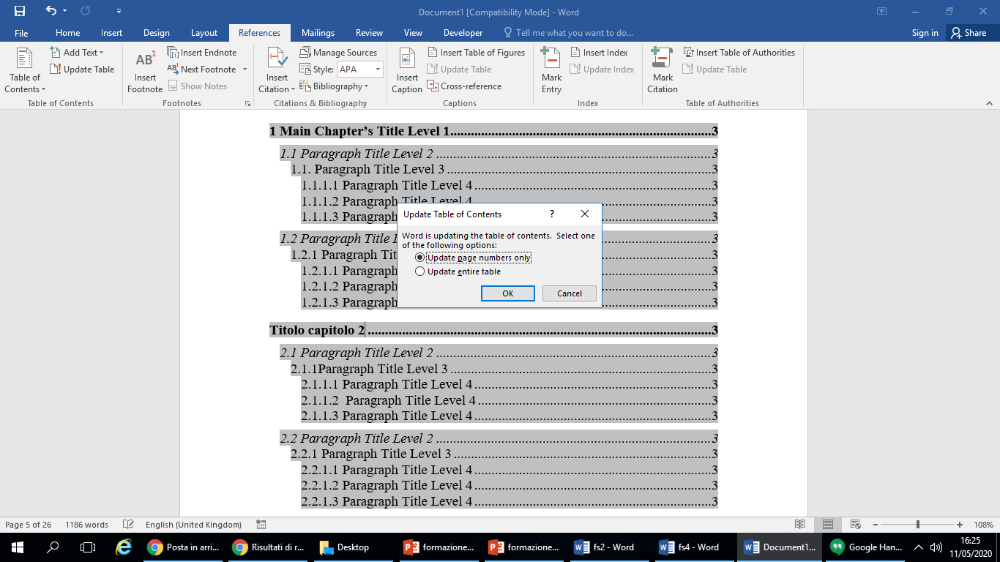 Document1 [Compatibility Mode] - Word
File Home Insert Design Layout References Mailings Review View Developer Tell me what you want to do... Sign in Share
Table of Contents
Add Text
Update Table
Table of Contents
AB1
Insert Footnote
Insert Endnote
AB1 Next Footnote
Show Notes
Footnotes
Insert Citation
Manage Sources
Style: APA
Bibliography
Citations & Bibliography
Insert Caption
Insert Table of Figures
Update Table
Cross-reference
Captions
Mark Entry
Insert Index
Update Index
Index
Mark Citation
Insert Table of Authorities
Update Table
Table of Authorities
1 Main Chapter’s Title Level 1............................................................................3
1.1 Paragraph Title Level 2 ................................................................................3
1.1. Paragraph Title Level 3 .............................................................................3
1.1.1.1 Paragraph Title Level 4 .....................................................................3
1.1.1.2 Paragraph Title Level 4 .....................................................................3
1.1.1.3 Paragraph ..........3
1.2 Paragraph Title L ..........3
1.2.1 Paragraph Tit ..........3
1.2.1.1 Paragraph ..........3
1.2.1.2 Paragraph ..........3
1.2.1.3 Paragraph ..........3
Update Table of Contents ?
Word is updating the table of contents. Select one
of the following options:
Update page numbers only
Update entire table
OK Cancel
Titolo capitolo 2 ....................................................................................................3
2.1 Paragraph Title Level 2 ................................................................................3
2.1.1Paragraph Title Level 3 ............................................................................3
2.1.1.1 Paragraph Title Level 4 .....................................................................3
2.1.1.2  Paragraph Title Level 4 ....................................................................3
2.1.1.3 Paragraph Title Level 4 .....................................................................3
2.2 Paragraph Title Level 2 ................................................................................3
2.2.1 Paragraph Title Level 3 ...........................................................................3
2.2.1.1 Paragraph Title Level 4 .....................................................................3
2.2.1.2 Paragraph Title Level 4 .....................................................................3
2.2.1.3 Paragraph Title Level 4 .....................................................................3
Page 5 of 26 1189 words English (United Kingdom) 108%
Posta in arri... Risultati di r... Desktop formazione... formazione... fs2 - Word fs4 - Word Document1... Google Han... 16:25
11/05/2020